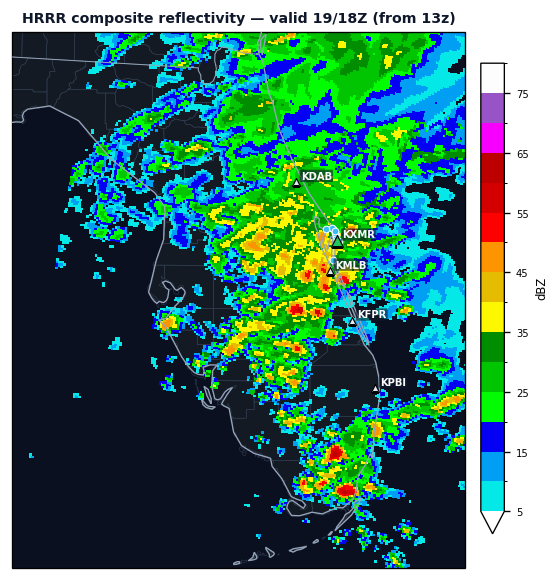 HRRR composite reflectivity — valid 19/18Z (from 13z)
KDAB
KXMR
KMLB
KFPR
KPBI
75
65
55
45
35
25
15
5
dBZ